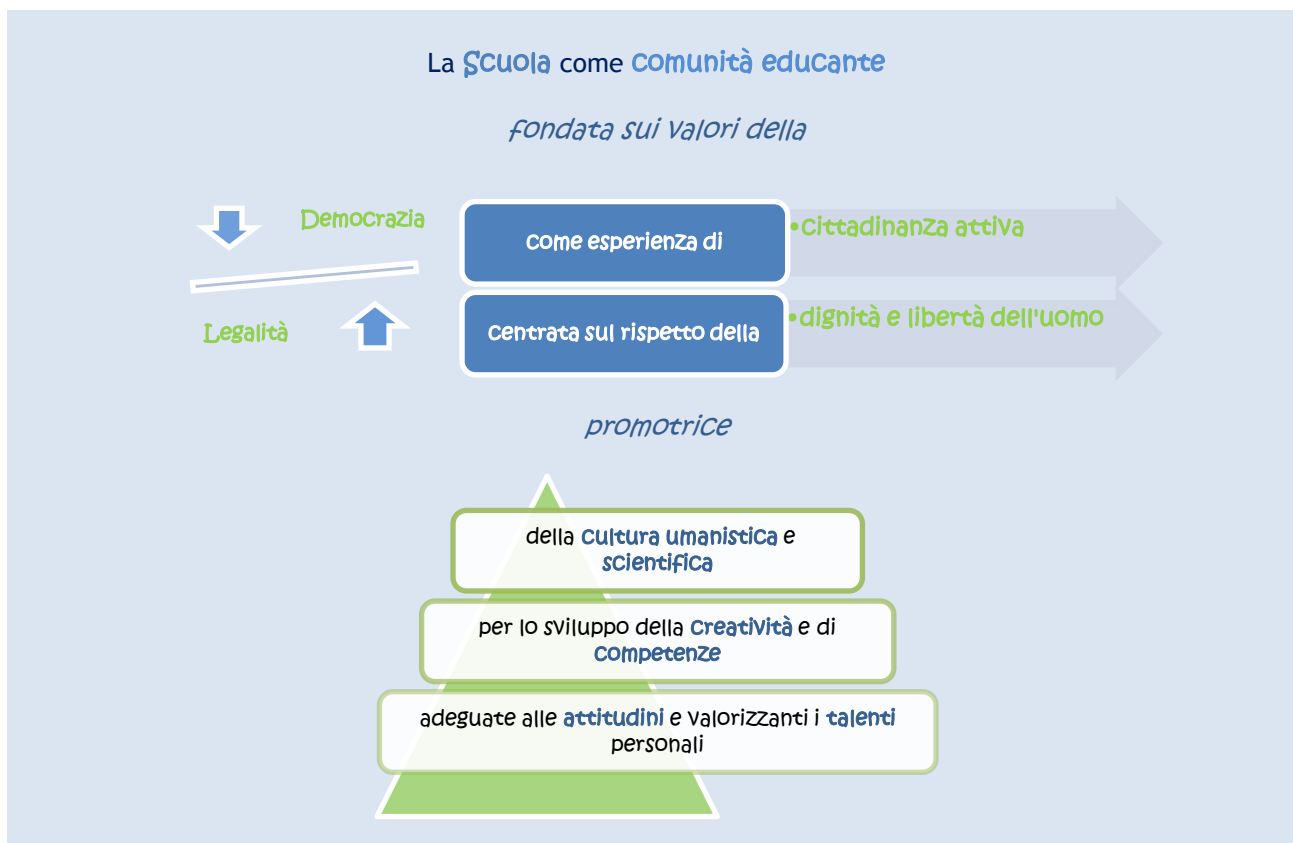 La Scuola come comunità educante
fondata sui valori della
Democrazia
come esperienza di
•cittadinanza attiva
Legalità
centrata sul rispetto della
•dignità e libertà dell'uomo
promotrice
della cultura umanistica e
scientifica
per lo sviluppo della creatività e di
competenze
adeguate alle attitudini e valorizzanti i talenti
personali